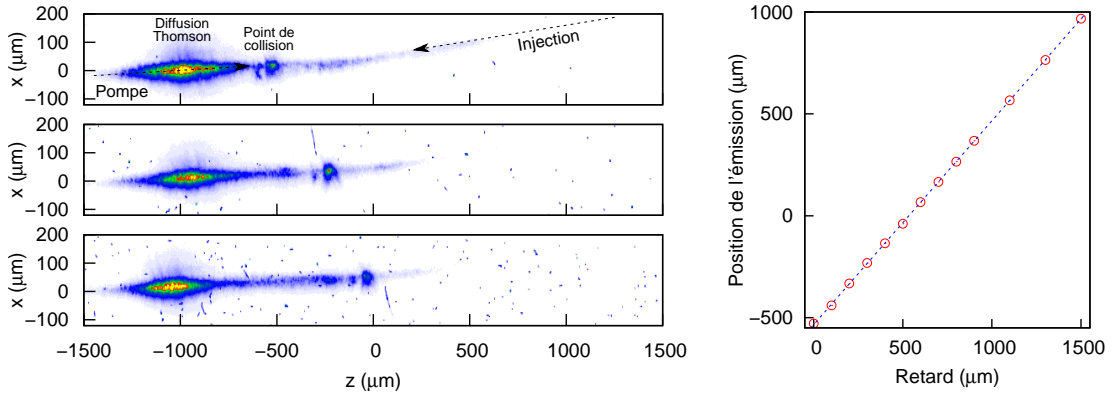 200
100
0
−100
x (μm)
Diffusion
Thomson
Point de
collision
Injection
Pompe
200
100
0
−100
x (μm)
200
100
0
−100
x (μm)
−1500
−1000
−500
0
500
1000
1500
z (μm)
1000
500
0
−500
Position de l'émission (μm)
0
500
1000
1500
Retard (μm)